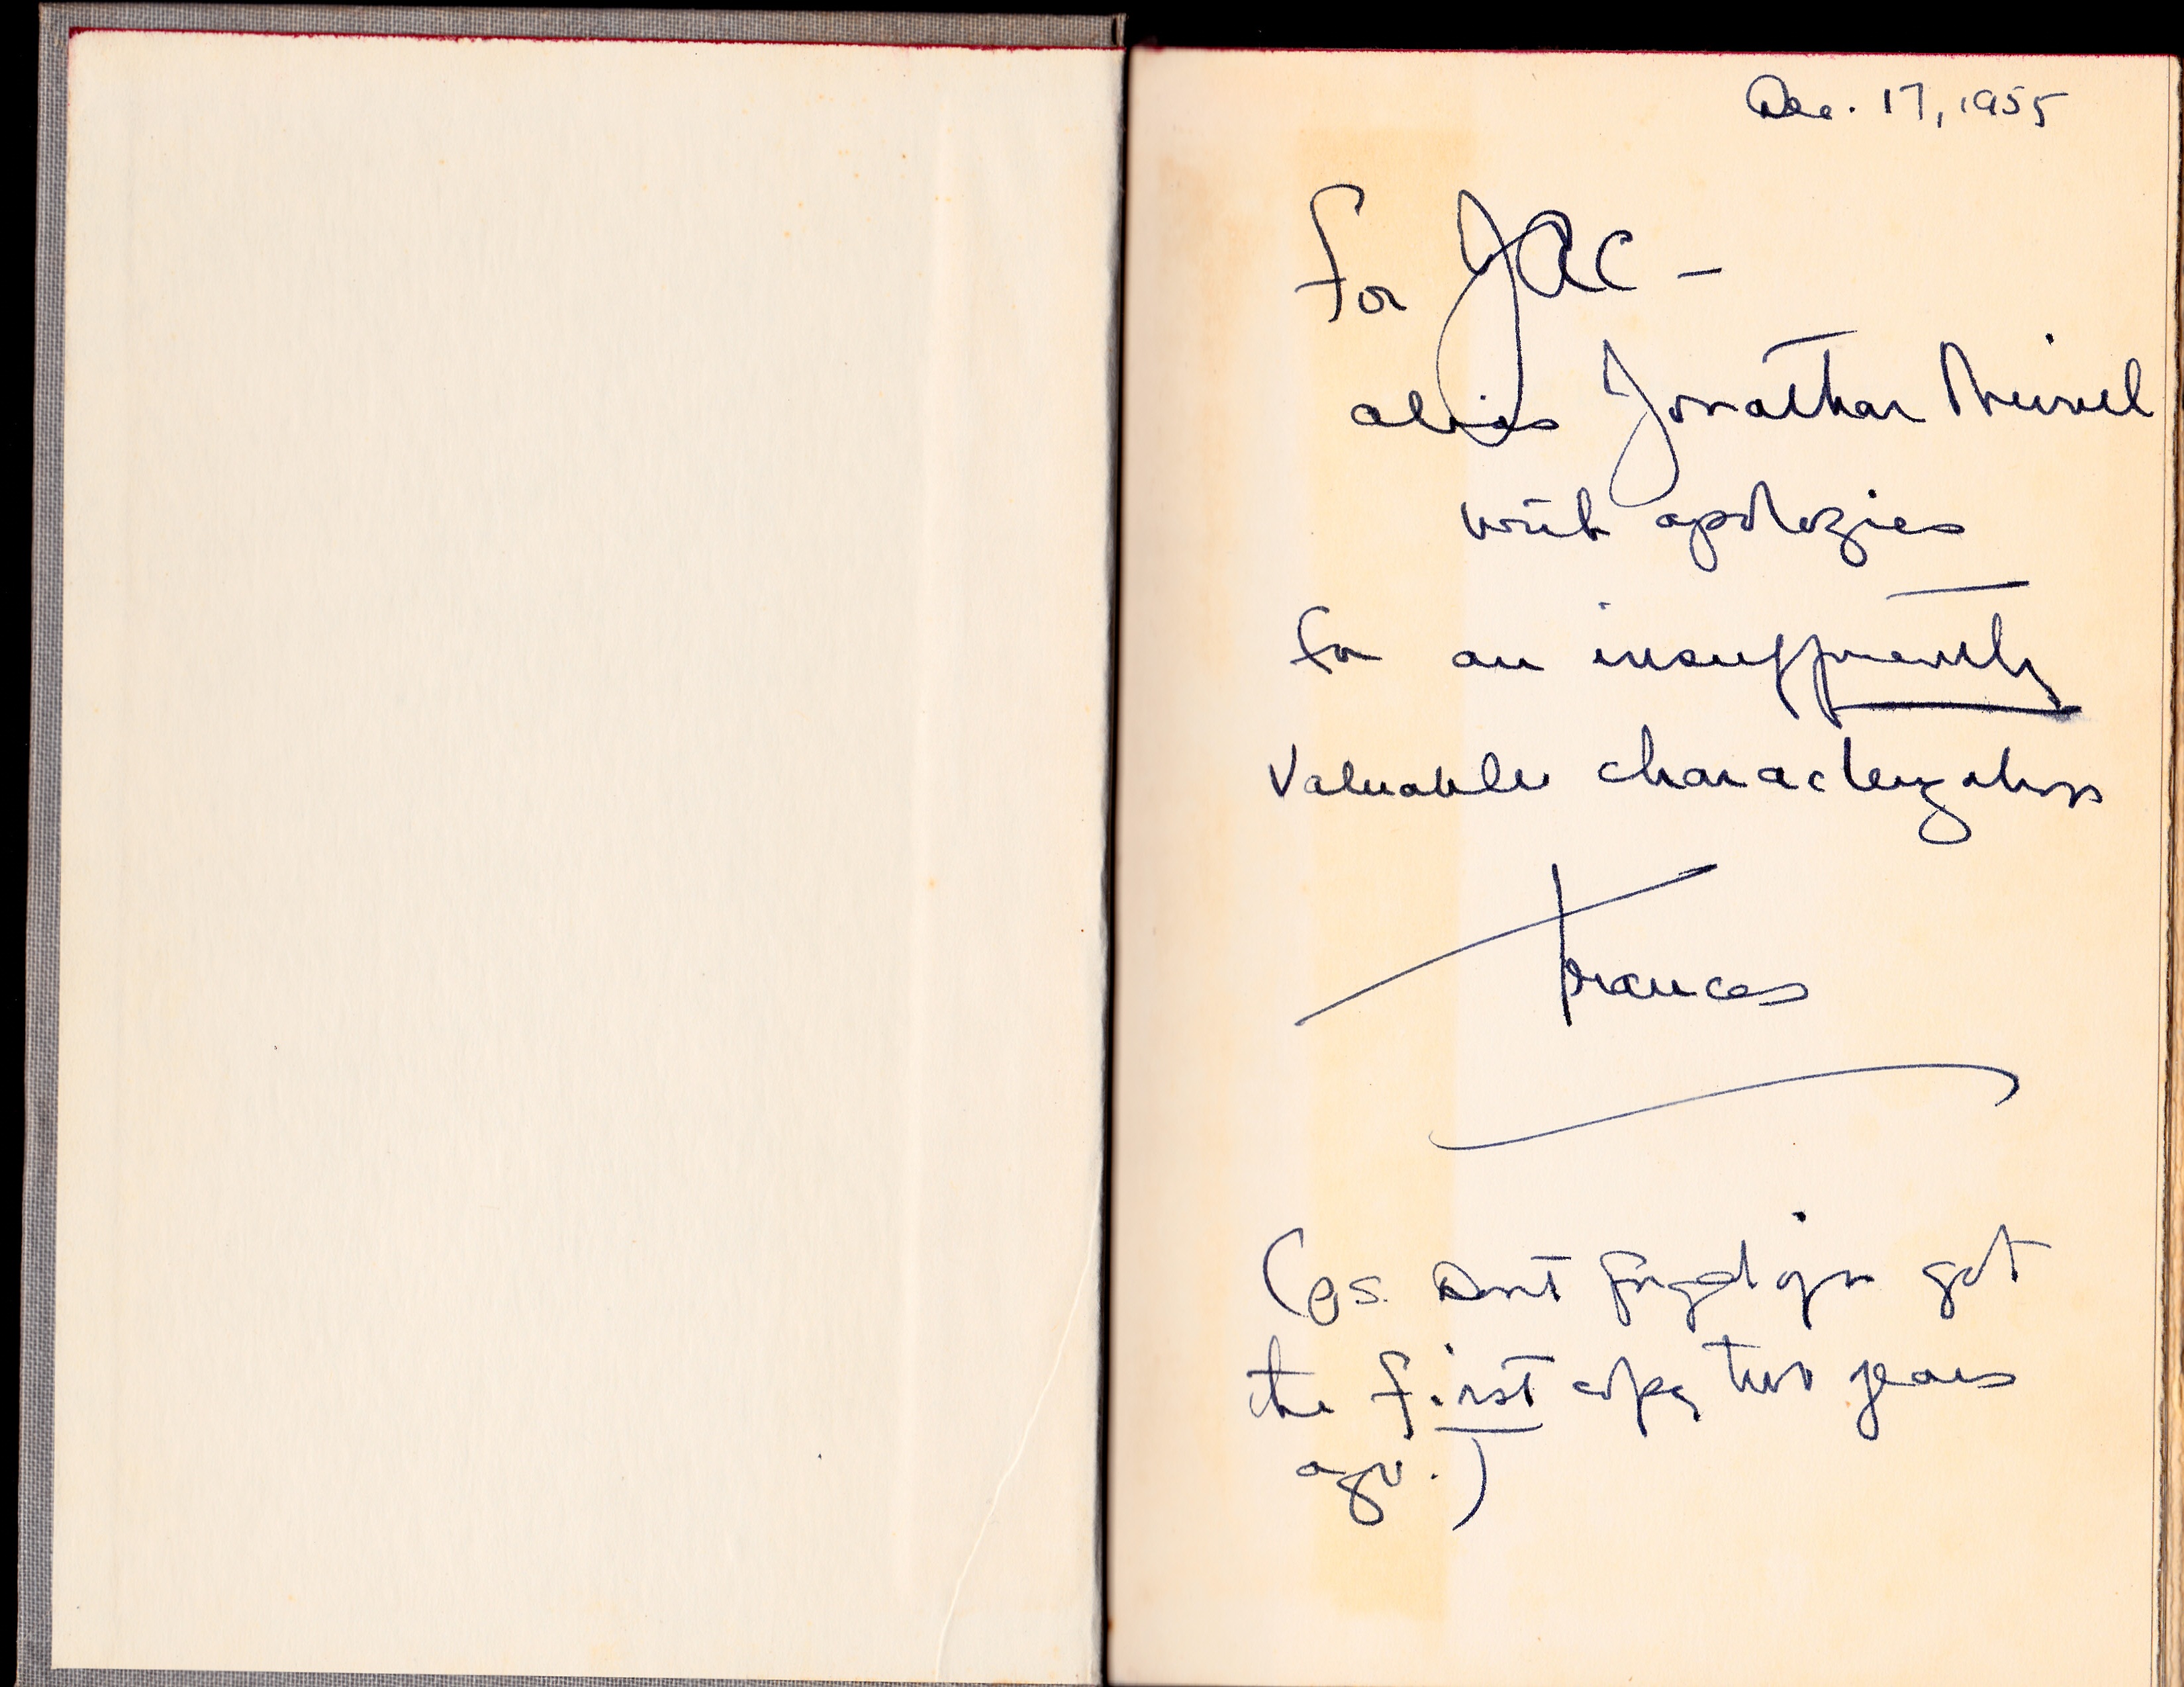 Dec. 17, 1955
For JAC –
alias Jonathan
with apologies
for an insufficiently
valuable characterization
Frances
(PS. Don't forget you got
the first copy two years
ago.)